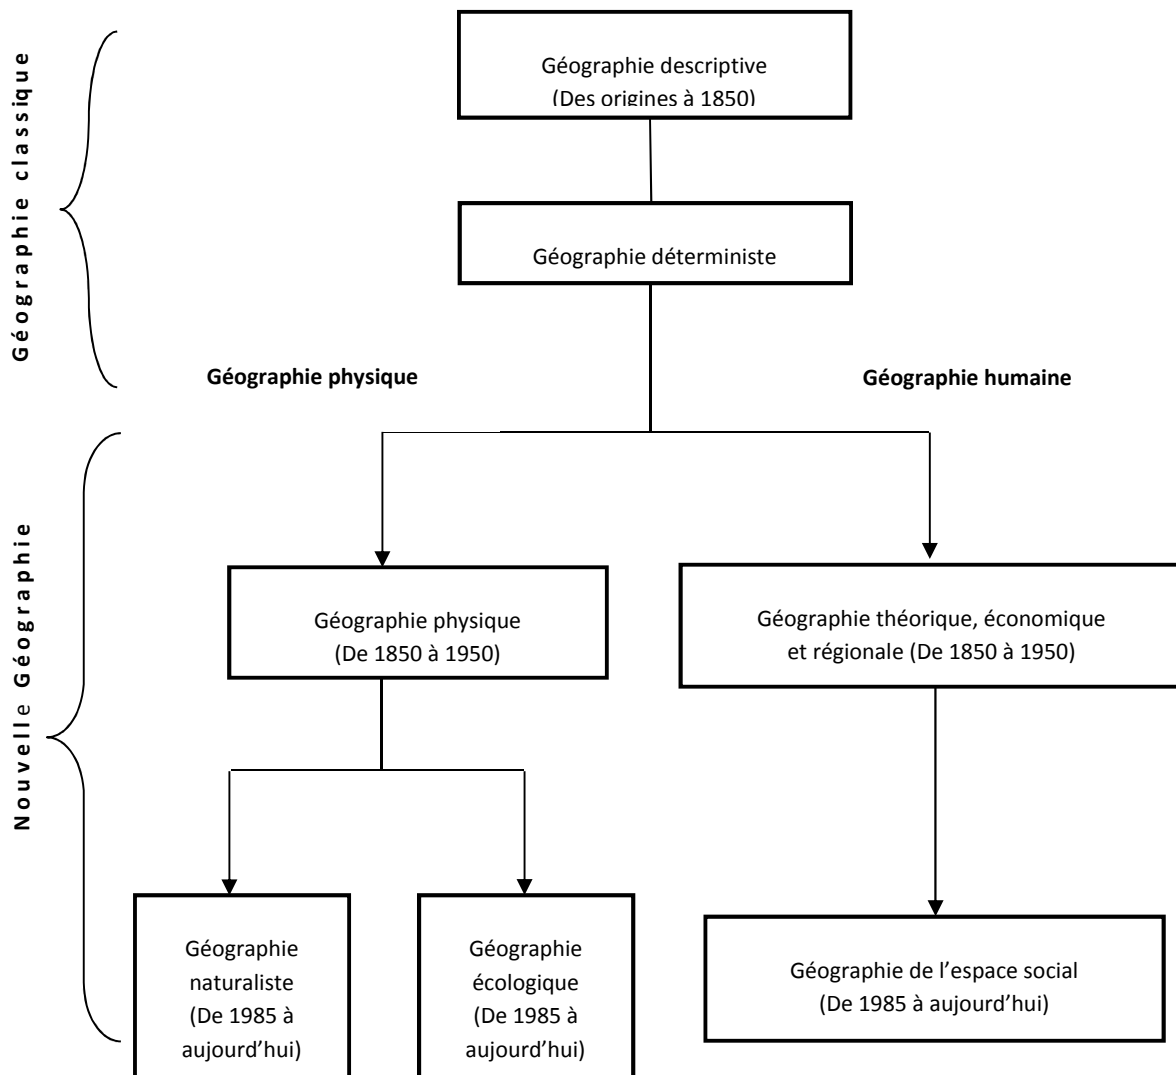 Géographie classique
Géographie descriptive
(Des origines à 1850)
Géographie déterministe
Géographie physique
Géographie humaine
Nouvelle Géographie
Géographie physique
(De 1850 à 1950)
Géographie théorique, économique
et régionale (De 1850 à 1950)
Géographie
naturaliste
(De 1985 à
aujourd’hui)
Géographie
écologique
(De 1985 à
aujourd’hui)
Géographie de l’espace social
(De 1985 à aujourd’hui)